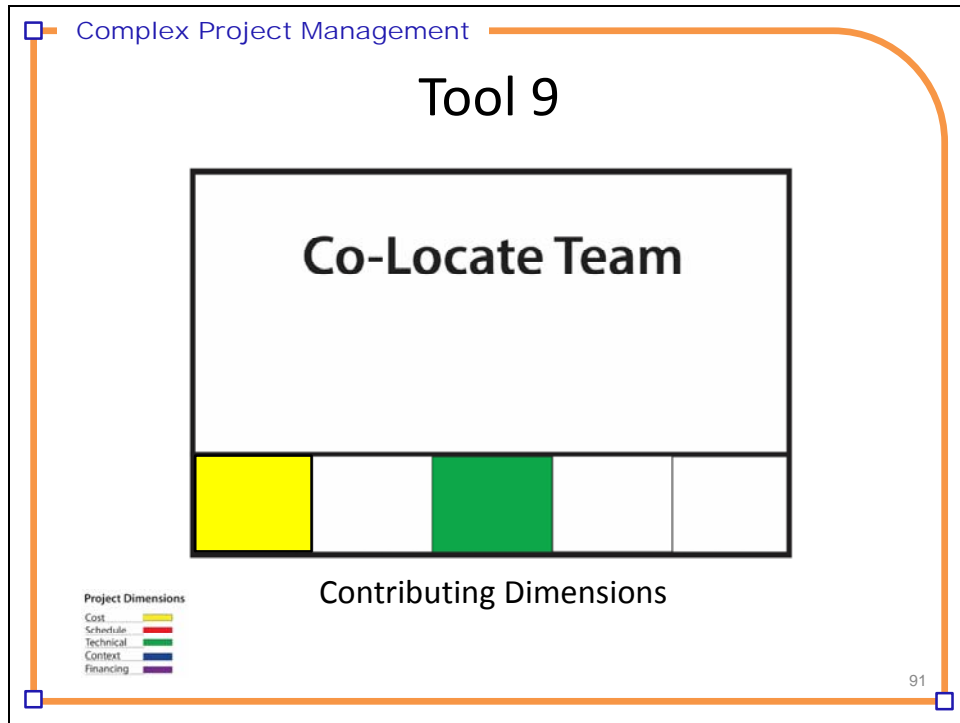 Complex Project Management
Tool 9
Co-Locate Team
Contributing Dimensions
Project Dimensions
Cost
Schedule
Technical
Context
Financing
91